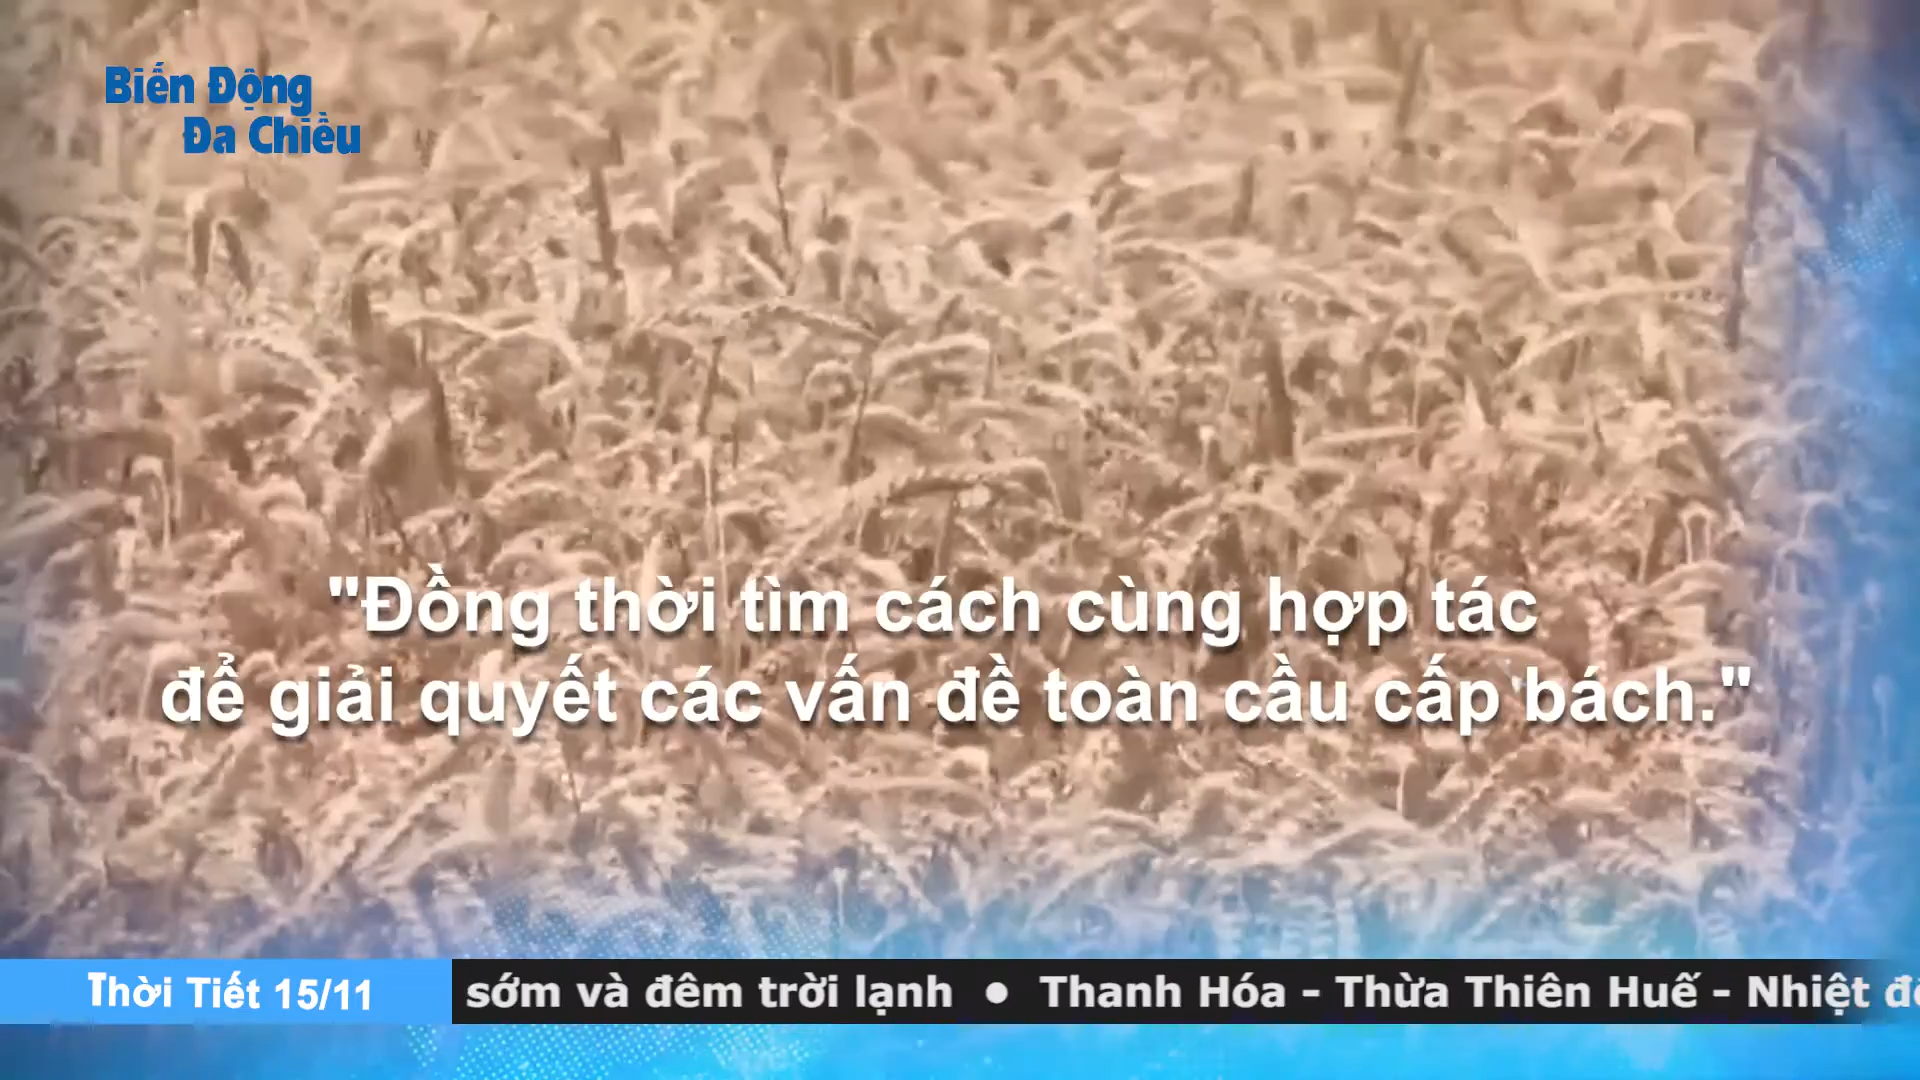 Biến Động
Đa Chiều
"Đồng thời tìm cách cùng hợp tác
để giải quyết các vấn đề toàn cầu cấp bách."
Thời Tiết 15/11
sớm và đêm trời lạnh ● Thanh Hóa - Thừa Thiên Huế - Nhiệt